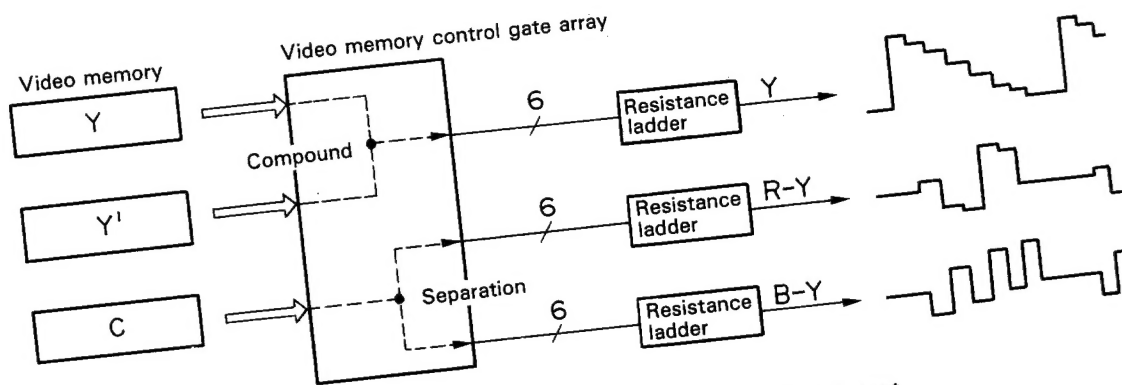 Video memory control gate array
Video memory
Y
Compound
6
Resistance
ladder
Y
Y'
6
Resistance
ladder
R-Y
C
Separation
6
Resistance
ladder
B-Y